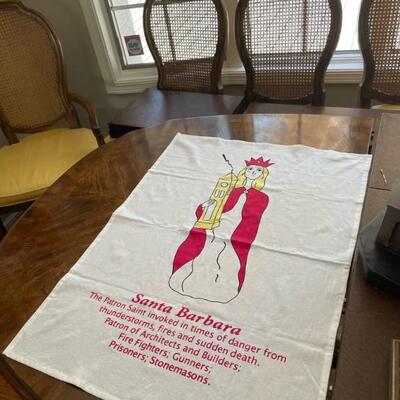 Santa Barbara
The Patron Saint invoked in times of danger from
thunderstorms, fires and sudden death.
Patron of Architects and Builders;
Fire Fighters; Gunners;
Prisoners; Stonemasons.